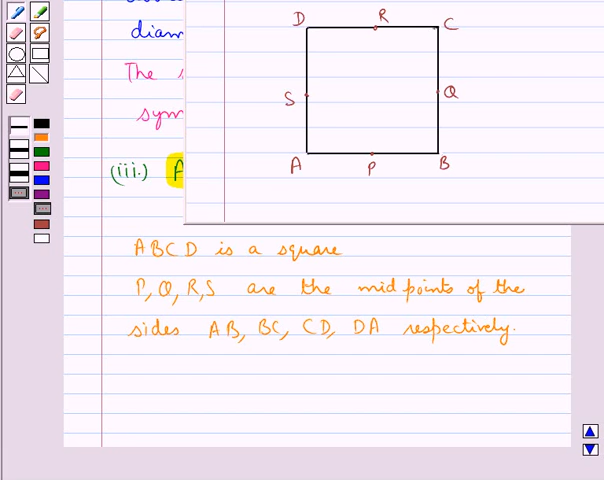 diam
The s
sym
(iii.) A
D R C
S Q
A P B
ABCD is a square
P, Q, R, S are the mid points of the
sides AB, BC, CD, DA respectively.